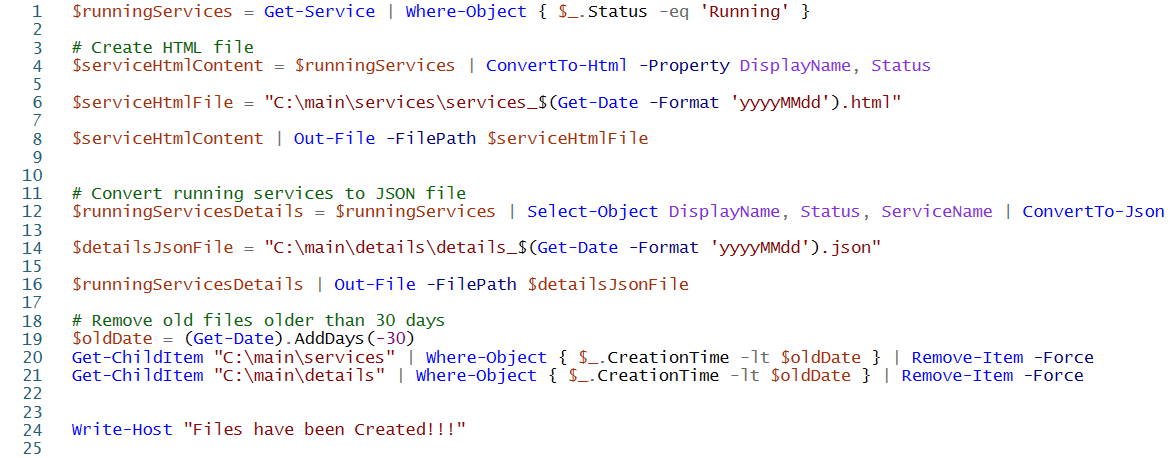 1 $runningServices = Get-Service | Where-Object { $_.Status -eq 'Running' }
2
3 # Create HTML file
4 $serviceHtmlContent = $runningServices | ConvertTo-Html -Property DisplayName, Status
5
6 $serviceHtmlFile = "C:\main\services\services_$(Get-Date -Format 'yyyyMMdd').html"
7
8 $serviceHtmlContent | Out-File -FilePath $serviceHtmlFile
9
10
11 # Convert running services to JSON file
12 $runningServicesDetails = $runningServices | Select-Object DisplayName, Status, ServiceName | ConvertTo-Json
13
14 $detailsJsonFile = "C:\main\details\details_$(Get-Date -Format 'yyyyMMdd').json"
15
16 $runningServicesDetails | Out-File -FilePath $detailsJsonFile
17
18 # Remove old files older than 30 days
19 $oldDate = (Get-Date).AddDays(-30)
20 Get-ChildItem "C:\main\services" | Where-Object { $_.CreationTime -lt $oldDate } | Remove-Item -Force
21 Get-ChildItem "C:\main\details" | Where-Object { $_.CreationTime -lt $oldDate } | Remove-Item -Force
22
23
24 Write-Host "Files have been Created!!!"
25